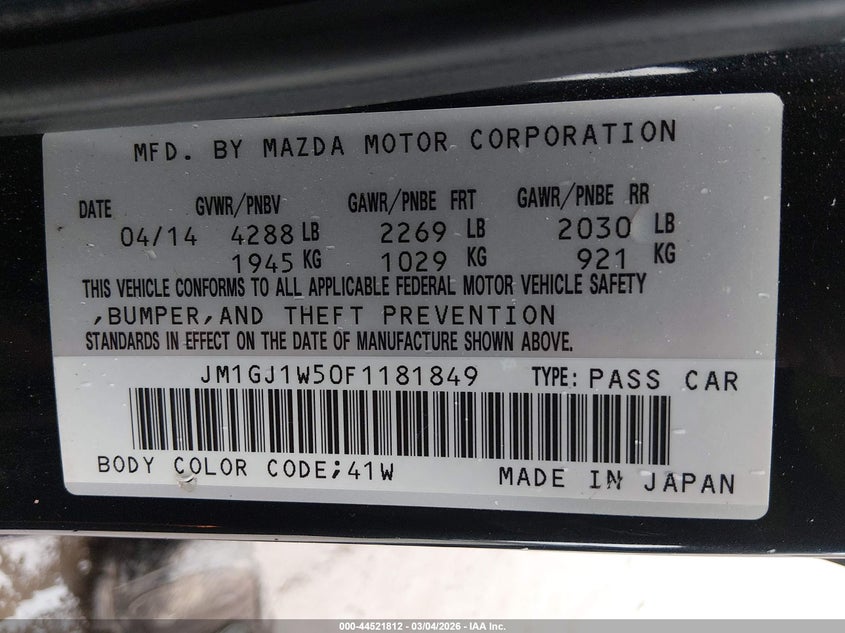 MFD. BY MAZDA MOTOR CORPORATION
DATE GVWR/PNBV GAWR/PNBE FRT GAWR/PNBE RR
04/14 4288 LB 2269 LB 2030 LB
1945 KG 1029 KG 921 KG
THIS VEHICLE CONFORMS TO ALL APPLICABLE FEDERAL MOTOR VEHICLE SAFETY
,BUMPER,AND THEFT PREVENTION
STANDARDS IN EFFECT ON THE DATE OF MANUFACTURE SHOWN ABOVE.
JM1GJ1W50F1181849 TYPE: PASS CAR
BODY COLOR CODE;41W MADE IN JAPAN
000-44521812 - 03/04/2026 - IAA Inc.